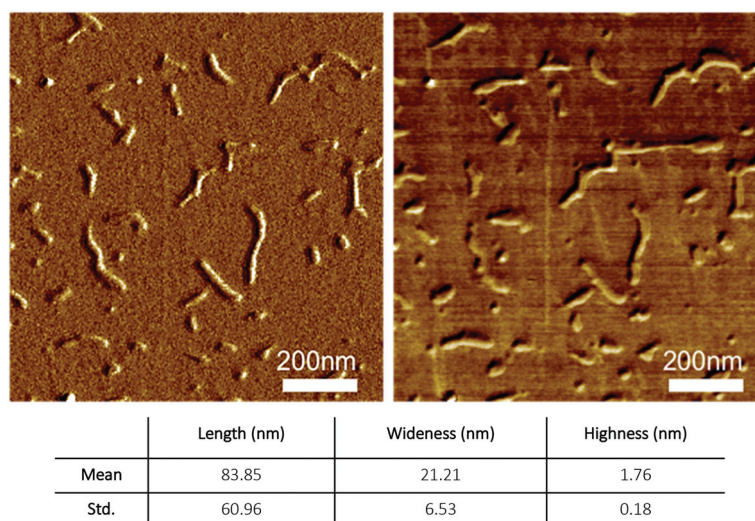 200nm
200nm
Length (nm) Wideness (nm) Highness (nm)
Mean 83.85 21.21 1.76
Std. 60.96 6.53 0.18